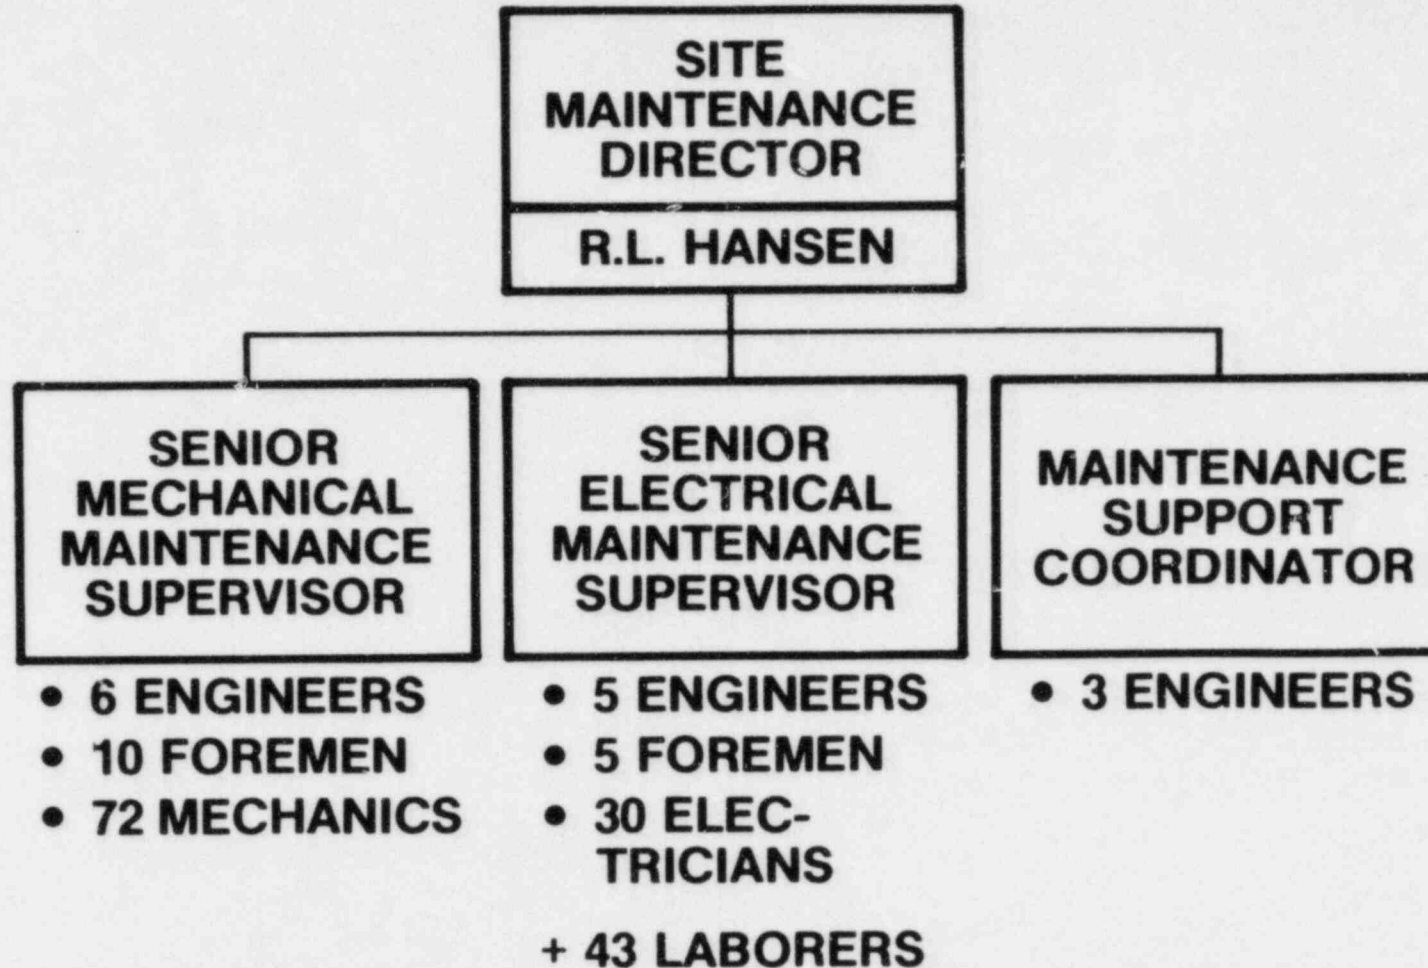 SITE
MAINTENANCE
DIRECTOR
R.L. HANSEN
SENIOR
MECHANICAL
MAINTENANCE
SUPERVISOR
• 6 ENGINEERS
• 10 FOREMEN
• 72 MECHANICS
SENIOR
ELECTRICAL
MAINTENANCE
SUPERVISOR
• 5 ENGINEERS
• 5 FOREMEN
• 30 ELEC-
TRICIANS
+ 43 LABORERS
MAINTENANCE
SUPPORT
COORDINATOR
• 3 ENGINEERS